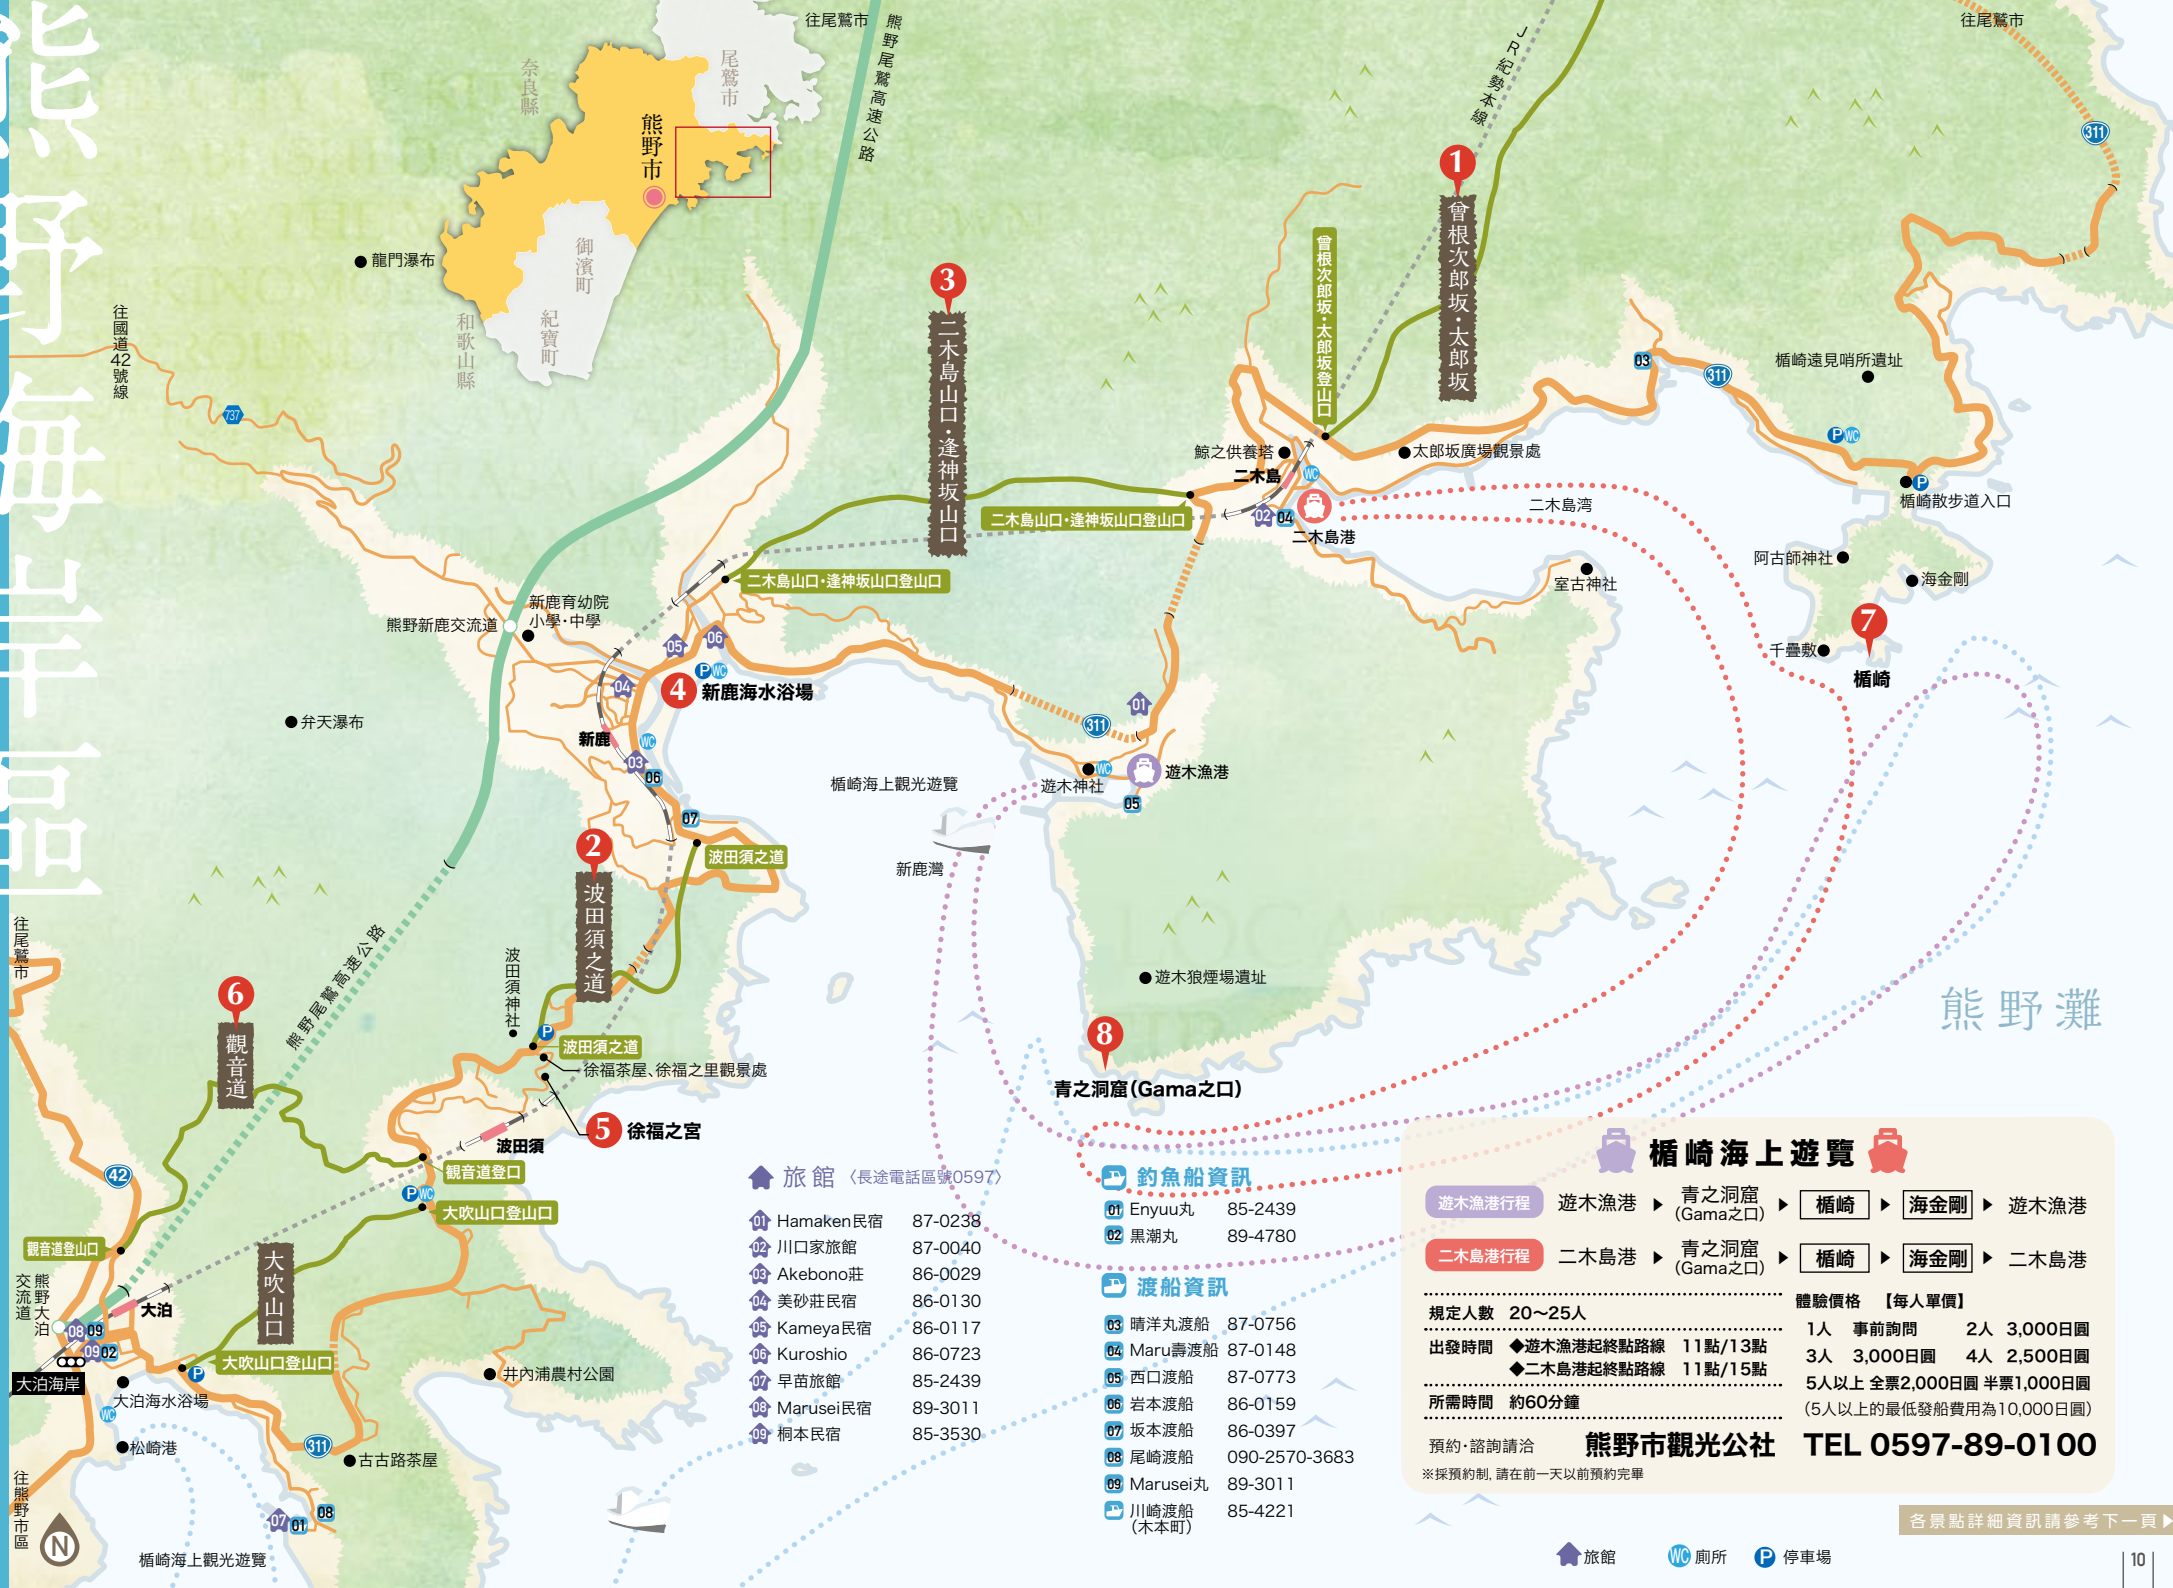 熊野海岸區
往尾鷲市
熊野尾鷲高速公路
JR紀勢本線
往尾鷲市
奈良縣
尾鷲市
熊野市
御濱町
紀寶町
和歌山縣
311
龍門瀑布
往國道42號線
737
1
曾根次郎坂・太郎坂
曾根次郎坂・太郎坂登山口
3
二木島山口・逢神坂山口
03
311
楯崎遠見哨所遺址
P WC
鯨之供養塔
太郎坂廣場觀景處
二木島
WC
P
楯崎散步道入口
二木島湾
二木島山口・逢神坂山口登山口
02
04
二木島港
阿古師神社
海金剛
室古神社
7
千疊敷
楯崎
二木島山口・逢神坂山口登山口
新鹿育幼院
小學・中學
熊野新鹿交流道
05
06
P WC
04
4
新鹿海水浴場
弁天瀑布
新鹿
WC
03
06
01
311
遊木神社
WC
遊木漁港
05
楯崎海上觀光遊覽
新鹿灣
07
波田須之道
2
波田須之道
往尾鷲市
熊野尾鷲高速公路
波田須神社
遊木狼煙場遺址
熊野灘
6
觀音道
P
波田須之道
徐福茶屋、徐福之里觀景處
8
青之洞窟(Gama之口)
5
徐福之宮
波田須
42
観音道登口
P WC
大吹山口登山口
觀音道登山口
大吹山口
熊野大泊
交流道
大泊
08
09
09
02
大吹山口登山口
P
大泊海岸
大泊海水浴場
WC
松崎港
井內浦農村公園
311
古古路茶屋
往熊野市區
07
01
08
N
楯崎海上觀光遊覽
旅館〈長途電話區號0597〉
01 Hamaken民宿 87-0238
02 川口家旅館 87-0040
03 Akebono莊 86-0029
04 美砂莊民宿 86-0130
05 Kameya民宿 86-0117
06 Kuroshio 86-0723
07 早苗旅館 85-2439
08 Marusei民宿 89-3011
09 桐本民宿 85-3530
釣魚船資訊
01 Enyuu丸 85-2439
02 黒潮丸 89-4780
渡船資訊
03 晴洋丸渡船 87-0756
04 Maru壽渡船 87-0148
05 西口渡船 87-0773
06 岩本渡船 86-0159
07 坂本渡船 86-0397
08 尾崎渡船 090-2570-3683
09 Marusei丸 89-3011
川崎渡船 85-4221
(木本町)
楯崎海上遊覽
遊木漁港行程 遊木漁港 ▶ 青之洞窟 (Gama之口) ▶ 楯崎 ▶ 海金剛 ▶ 遊木漁港
二木島港行程 二木島港 ▶ 青之洞窟 (Gama之口) ▶ 楯崎 ▶ 海金剛 ▶ 二木島港
規定人數 20～25人
出發時間 ◆遊木漁港起終點路線 11點/13點
◆二木島港起終點路線 11點/15點
所需時間 約60分鐘
體驗價格 【每人單價】
1人 事前詢問 2人 3,000日圓
3人 3,000日圓 4人 2,500日圓
5人以上 全票2,000日圓 半票1,000日圓
(5人以上的最低發船費用為10,000日圓)
預約・諮詢請洽 熊野市觀光公社 TEL 0597-89-0100
※採預約制, 請在前一天以前預約完畢
各景點詳細資訊請參考下一頁▶
旅館 WC 廁所 P 停車場
10